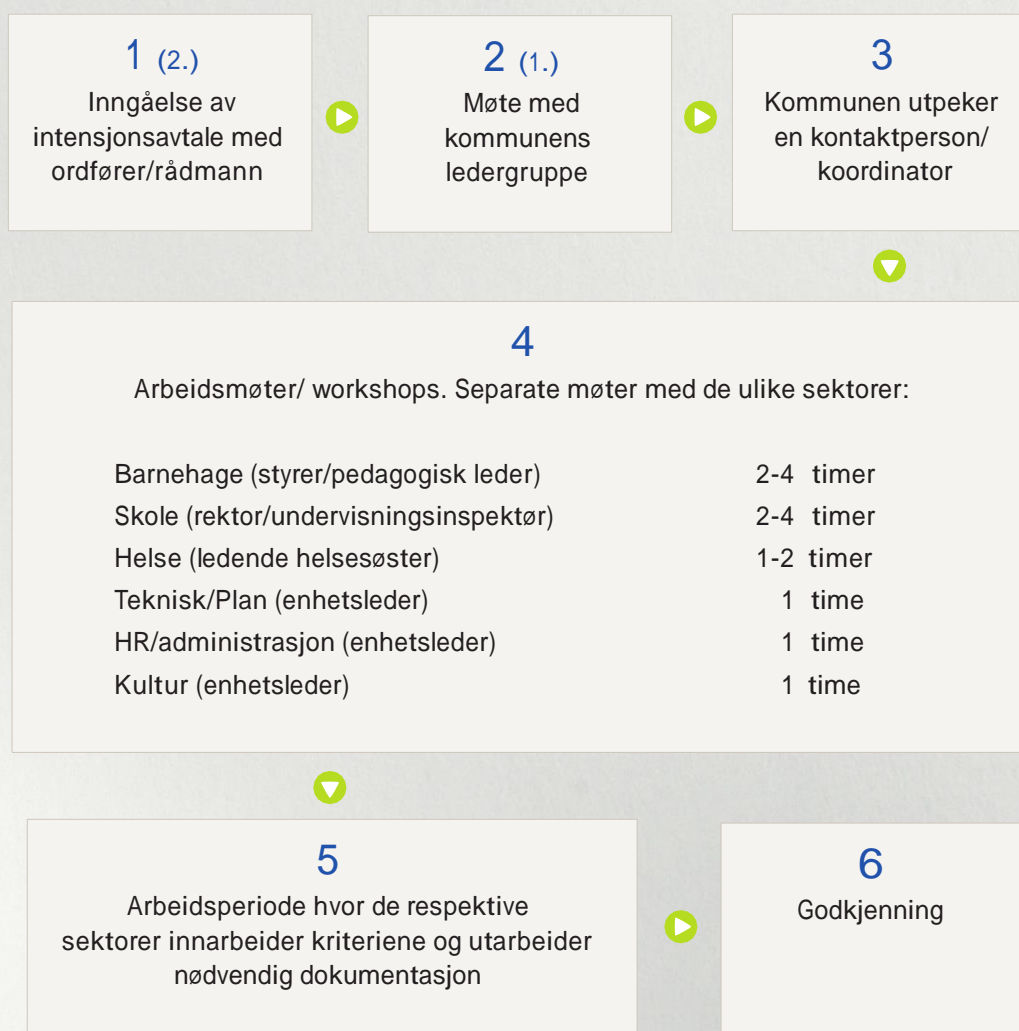 1 (2.)
Inngåelse av
intensjonsavtale med
ordfører/rådmann
2 (1.)
Møte med
kommunens
ledergruppe
3
Kommunen utpeker
en kontaktperson/
koordinator
4
Arbeidsmøter/ workshops. Separate møter med de ulike sektorer:
Barnehage (styrer/pedagogisk leder) 2-4 timer
Skole (rektor/undervisningsinspektør) 2-4 timer
Helse (ledende helsesøster) 1-2 timer
Teknisk/Plan (enhetsleder) 1 time
HR/administrasjon (enhetsleder) 1 time
Kultur (enhetsleder) 1 time
5
Arbeidsperiode hvor de respektive
sektorer innarbeider kriteriene og utarbeider
nødvendig dokumentasjon
6
Godkjenning